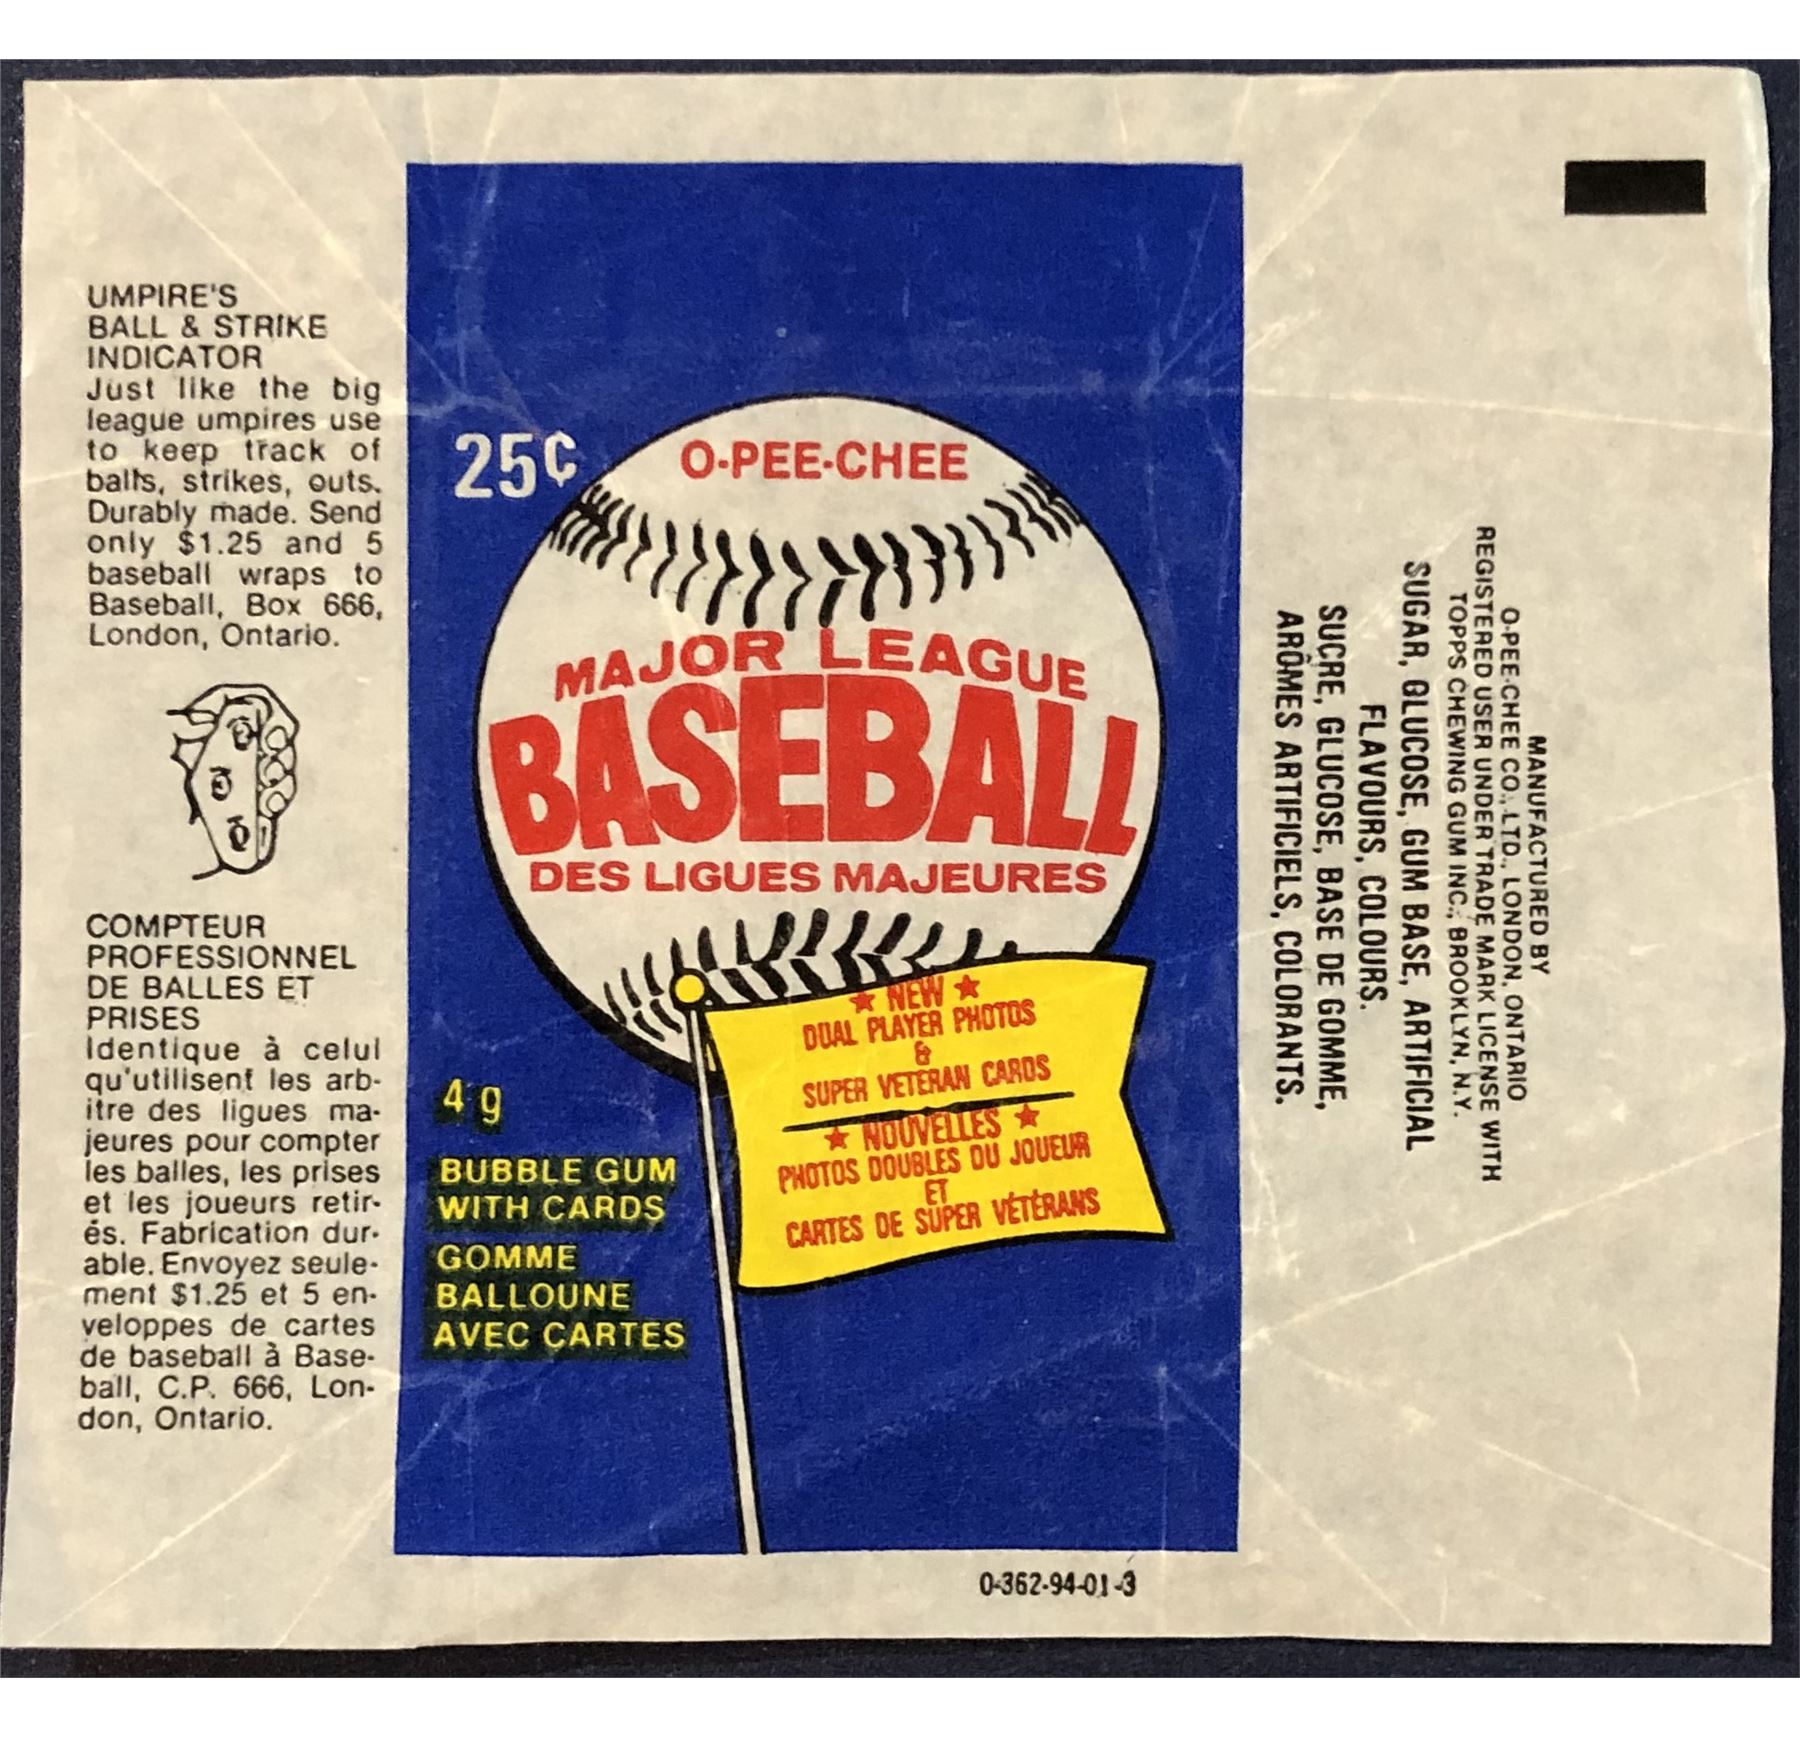 UMPIRE'S
BALL & STRIKE
INDICATOR
Just like the big
league umpires use
to keep track of
balls, strikes, outs.
Durably made. Send
only $1.25 and 5
baseball wraps to
Baseball, Box 666,
London, Ontario.
COMPTEUR
PROFESSIONNEL
DE BALLES ET
PRISES
Identique à celui
qu'utilisent les arb-
itre des ligues ma-
jeures pour compter
les balles, les prises
et les joueurs retir-
és. Fabrication dur-
able. Envoyez seule-
ment $1.25 et 5 en-
veloppes de cartes
de baseball à Base-
ball, C.P. 666, Lon-
don, Ontario.
25¢
O-PEE-CHEE
MAJOR LEAGUE
BASEBALL
DES LIGUES MAJEURES
★ NEW ★
DUAL PLAYER PHOTOS
&
SUPER VETERAN CARDS
★ NOUVELLES ★
PHOTOS DOUBLES DU JOUEUR
ET
CARTES DE SUPER VÉTÉRANS
4 g
BUBBLE GUM
WITH CARDS
GOMME
BALLOUNE
AVEC CARTES
0-362-94-01-3
MANUFACTURED BY
O-PEE-CHEE CO., LTD., LONDON, ONTARIO
REGISTERED USER UNDER TRADE MARK LICENSE WITH
TOPPS CHEWING GUM INC., BROOKLYN, N.Y.
SUGAR, GLUCOSE, GUM BASE, ARTIFICIAL
FLAVOURS, COLOURS.
SUCRE, GLUCOSE, BASE DE GOMME,
ARÔMES ARTIFICIELS, COLORANTS.